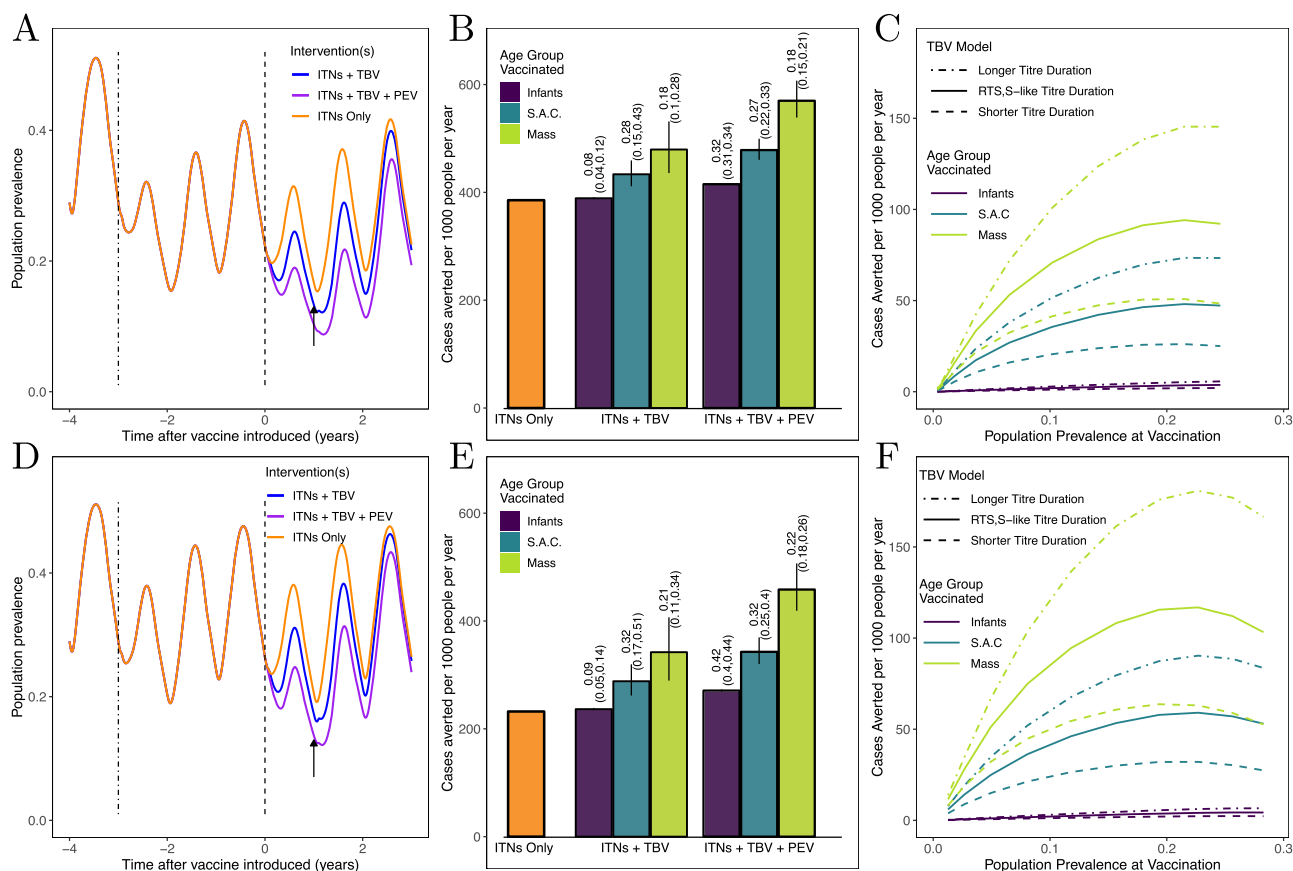 A
Intervention(s)
ITNs + TBV
ITNs + TBV + PEV
ITNs Only
Population prevalence
0.4
0.2
0.0
−4
−2
0
2
Time after vaccine introduced (years)
B
Age Group
Vaccinated
Infants
S.A.C.
Mass
Cases averted per 1000 people per year
600
400
200
0
0.08
(0.04,0.12)
0.28
(0.15,0.43)
0.18
(0.1,0.28)
0.32
(0.31,0.34)
0.27
(0.22,0.33)
0.18
(0.15,0.21)
ITNs Only
ITNs + TBV
ITNs + TBV + PEV
C
TBV Model
Longer Titre Duration
RTS,S−like Titre Duration
Shorter Titre Duration
Age Group
Vaccinated
Infants
S.A.C
Mass
Cases Averted per 1000 people per year
150
100
50
0
0.0
0.1
0.2
0.3
Population Prevalence at Vaccination
D
Intervention(s)
ITNs + TBV
ITNs + TBV + PEV
ITNs Only
Population prevalence
0.4
0.2
0.0
−4
−2
0
2
Time after vaccine introduced (years)
E
Age Group
Vaccinated
Infants
S.A.C.
Mass
Cases averted per 1000 people per year
600
400
200
0
0.09
(0.05,0.14)
0.32
(0.17,0.51)
0.21
(0.11,0.34)
0.42
(0.4,0.44)
0.32
(0.25,0.4)
0.22
(0.18,0.26)
ITNs Only
ITNs + TBV
ITNs + TBV + PEV
F
TBV Model
Longer Titre Duration
RTS,S−like Titre Duration
Shorter Titre Duration
Age Group
Vaccinated
Infants
S.A.C
Mass
Cases Averted per 1000 people per year
150
100
50
0
0.0
0.1
0.2
0.3
Population Prevalence at Vaccination